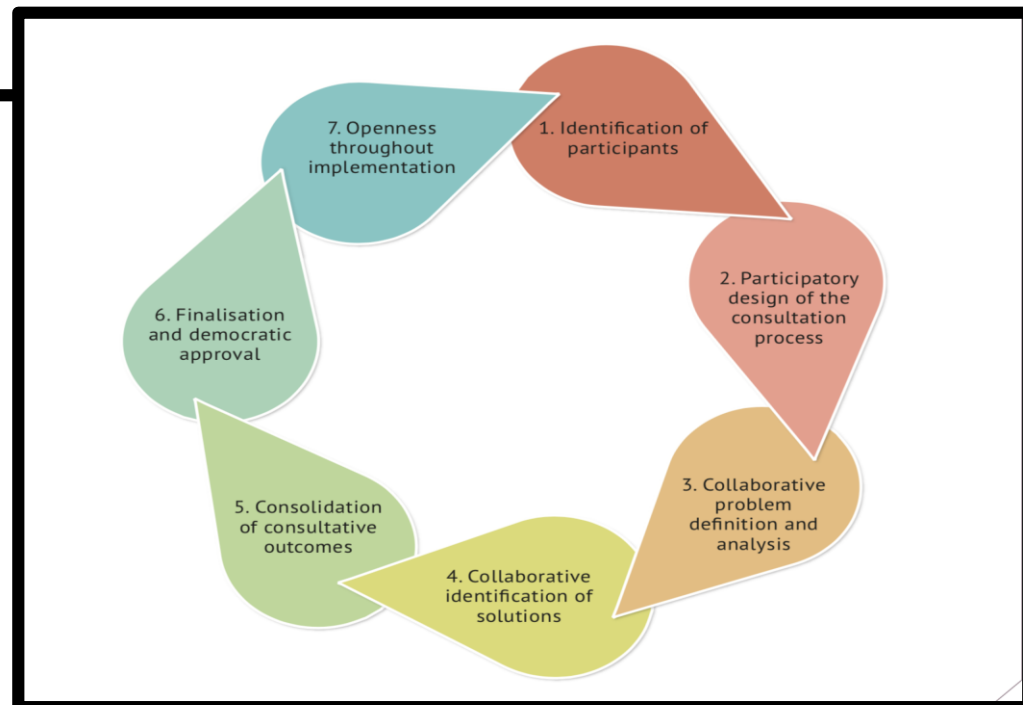 1. Identification of
participants
2. Participatory
design of the
consultation
process
3. Collaborative
problem
definition and
analysis
4. Collaborative
identification of
solutions
5. Consolidation
of consultative
outcomes
6. Finalisation
and democratic
approval
7. Openness
throughout
implementation